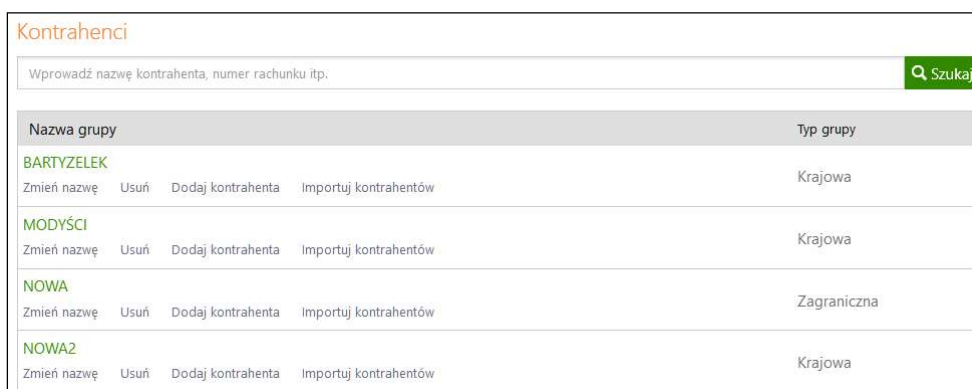 Kontrahenci
Wprowadź nazwę kontrahenta, numer rachunku itp.
Szukaj
Nazwa grupy Typ grupy
BARTYZELEK
Krajowa
Zmień nazwę Usuń Dodaj kontrahenta Importuj kontrahentów
MODYŚCI
Krajowa
Zmień nazwę Usuń Dodaj kontrahenta Importuj kontrahentów
NOWA
Zagraniczna
Zmień nazwę Usuń Dodaj kontrahenta Importuj kontrahentów
NOWA2
Krajowa
Zmień nazwę Usuń Dodaj kontrahenta Importuj kontrahentów